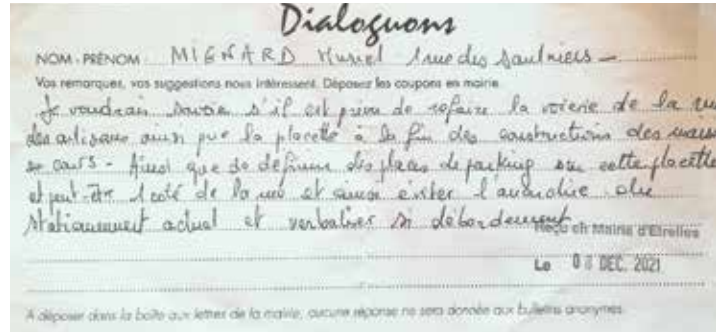 Dialoguons
NOM - PRÉNOM MIGNARD Muriel 1 rue des Saulniers -
Vos remarques, vos suggestions nous intéressent. Déposez les coupons en mairie.
Je voudrais savoir s'il est prévu de refaire la voierie de la rue
des artisans ainsi que la placette à la fin des constructions des maisons
en cours - Ainsi que de définir des places de parking sur cette placette
et peut-être 1 coté de la rue et ainsi éviter l'anarchie du
stationnement actuel et verbaliser si débordement
Reçu en Mairie d'Etrelles
Le 06 DEC. 2021
A déposer dans la boîte aux lettres de la mairie, aucune réponse ne sera donnée aux bulletins anonymes.